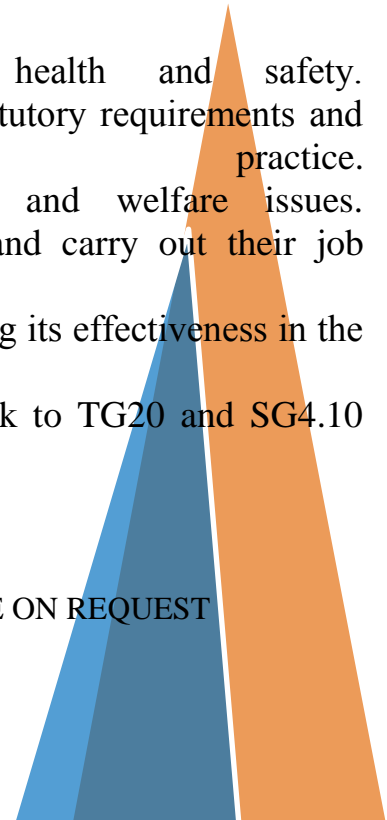 health and safety.
tutory requirements and
practice.
and welfare issues.
and carry out their job
g its effectiveness in the
k to TG20 and SG4.10
E ON REQUEST